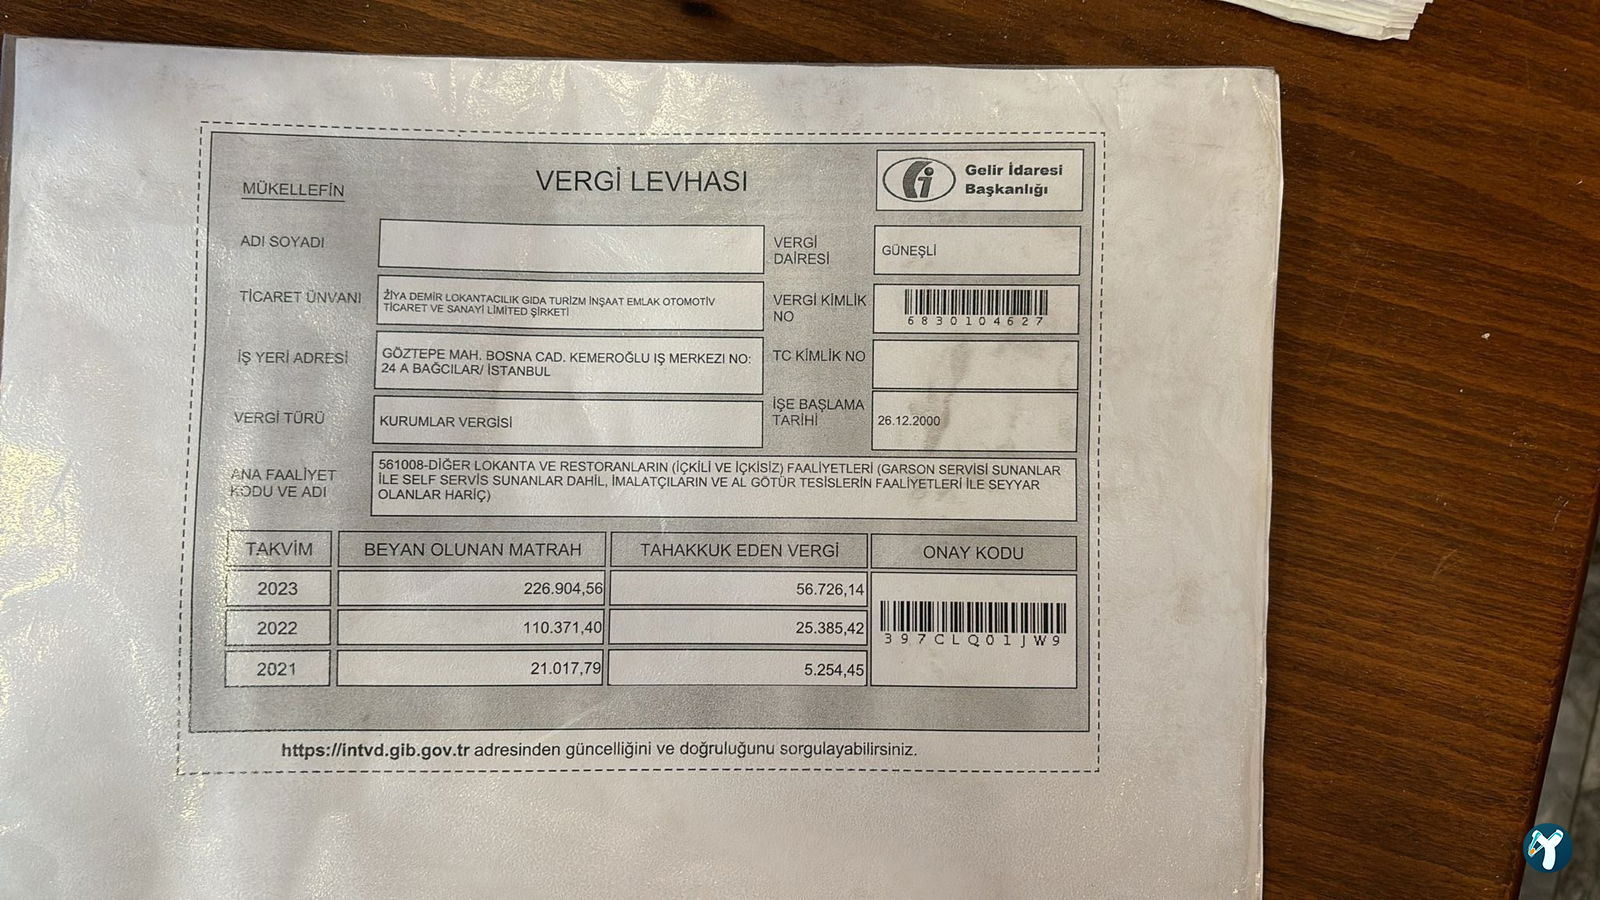 MÜKELLEFİN
VERGİ LEVHASI
Gelir İdaresi
Başkanlığı
ADI SOYADI
VERGİ
DAİRESİ
GÜNEŞLİ
TİCARET ÜNVANI
ZİYA DEMİR LOKANTACILIK GIDA TURİZM İNŞAAT EMLAK OTOMOTİV
TİCARET VE SANAYİ LİMİTED ŞİRKETİ
VERGİ KİMLİK
NO
6830104627
İŞ YERİ ADRESİ
GÖZTEPE MAH. BOSNA CAD. KEMEROĞLU IŞ MERKEZI NO:
24 A BAĞCILAR/ İSTANBUL
TC KİMLİK NO
VERGİ TÜRÜ
KURUMLAR VERGİSİ
İŞE BAŞLAMA
TARİHİ
26.12.2000
ANA FAALİYET
KODU VE ADI
561008-DİĞER LOKANTA VE RESTORANLARIN (İÇKİLİ VE İÇKİSİZ) FAALİYETLERİ (GARSON SERVİSİ SUNANLAR
İLE SELF SERVİS SUNANLAR DAHİL, İMALATÇILARIN VE AL GÖTÜR TESİSLERİN FAALİYETLERİ İLE SEYYAR
OLANLAR HARİÇ)
TAKVİM BEYAN OLUNAN MATRAH TAHAKKUK EDEN VERGİ ONAY KODU
2023 226.904,56 56.726,14
2022 110.371,40 25.385,42
397CLQ01JW9
2021 21.017,79 5.254,45
https://intvd.gib.gov.tr adresinden güncelliğini ve doğruluğunu sorgulayabilirsiniz.